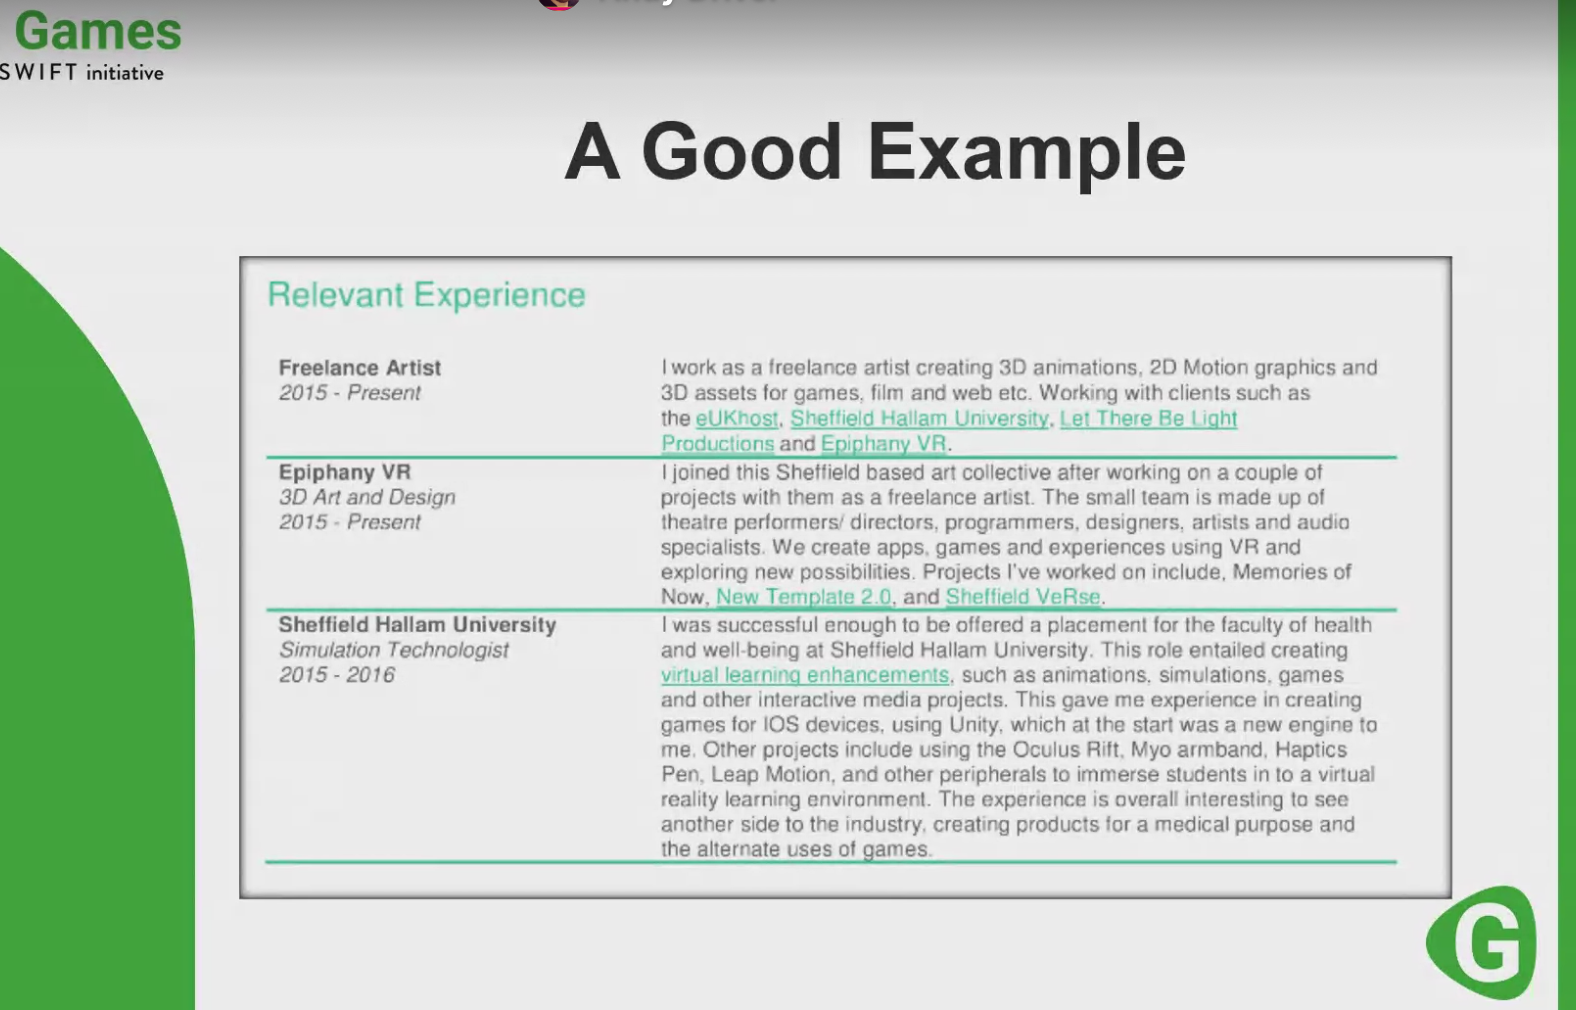 Games
SWIFT initiative
A Good Example
Relevant Experience
Freelance Artist
2015 - Present
I work as a freelance artist creating 3D animations, 2D Motion graphics and
3D assets for games, film and web etc. Working with clients such as
the eUKhost, Sheffield Hallam University, Let There Be Light
Productions and Epiphany VR.
Epiphany VR
3D Art and Design
2015 - Present
I joined this Sheffield based art collective after working on a couple of
projects with them as a freelance artist. The small team is made up of
theatre performers/ directors, programmers, designers, artists and audio
specialists. We create apps, games and experiences using VR and
exploring new possibilities. Projects I've worked on include, Memories of
Now, New Template 2.0, and Sheffield VeRse.
Sheffield Hallam University
Simulation Technologist
2015 - 2016
I was successful enough to be offered a placement for the faculty of health
and well-being at Sheffield Hallam University. This role entailed creating
virtual learning enhancements, such as animations, simulations, games
and other interactive media projects. This gave me experience in creating
games for IOS devices, using Unity, which at the start was a new engine to
me. Other projects include using the Oculus Rift, Myo armband, Haptics
Pen, Leap Motion, and other peripherals to immerse students in to a virtual
reality learning environment. The experience is overall interesting to see
another side to the industry, creating products for a medical purpose and
the alternate uses of games.
G